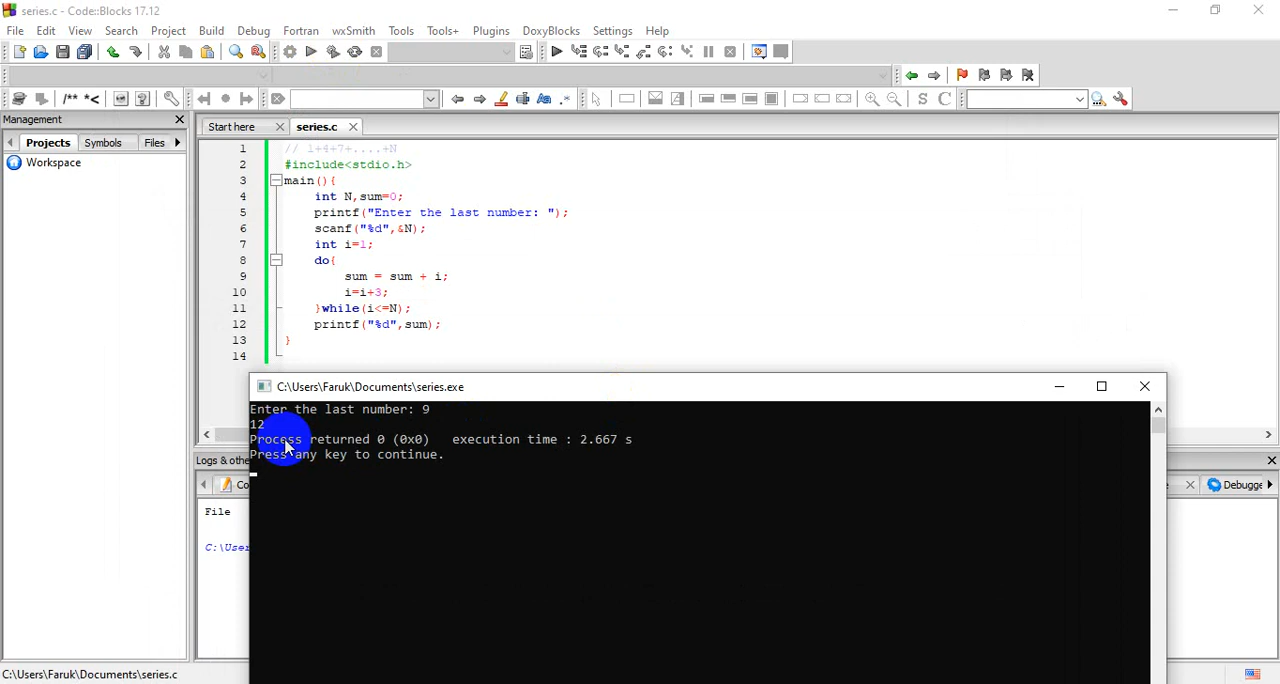 series.c - Code::Blocks 17.12
File Edit View Search Project Build Debug Fortran wxSmith Tools Tools+ Plugins DoxyBlocks Settings Help
/** *<
S C
Management
Projects Symbols Files
Workspace
Start here series.c
1 // 1+4+7+....+N
2 #include<stdio.h>
3 main(){
4 int N,sum=0;
5 printf("Enter the last number: ");
6 scanf("%d",&N);
7 int i=1;
8 do{
9 sum = sum + i;
10 i=i+3;
11 }while(i<=N);
12 printf("%d",sum);
13 }
14
C:\Users\Faruk\Documents\series.exe
Enter the last number: 9
12
Process returned 0 (0x0) execution time : 2.667 s
Press any key to continue.
Logs & othe
Co
Debugge
File
C:\User
C:\Users\Faruk\Documents\series.c